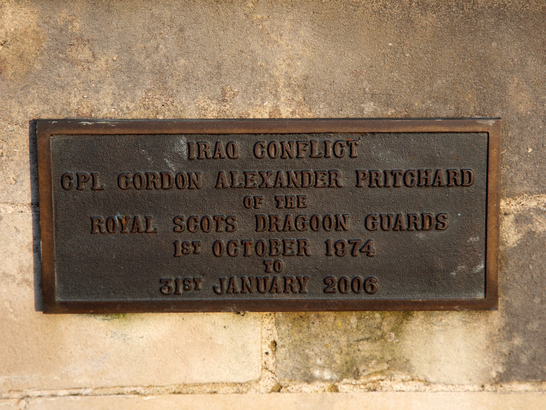 IRAQ CONFLICT
CPL GORDON ALEXANDER PRITCHARD
OF THE
ROYAL SCOTS DRAGOON GUARDS
1ST OCTOBER 1974
TO
31ST JANUARY 2006